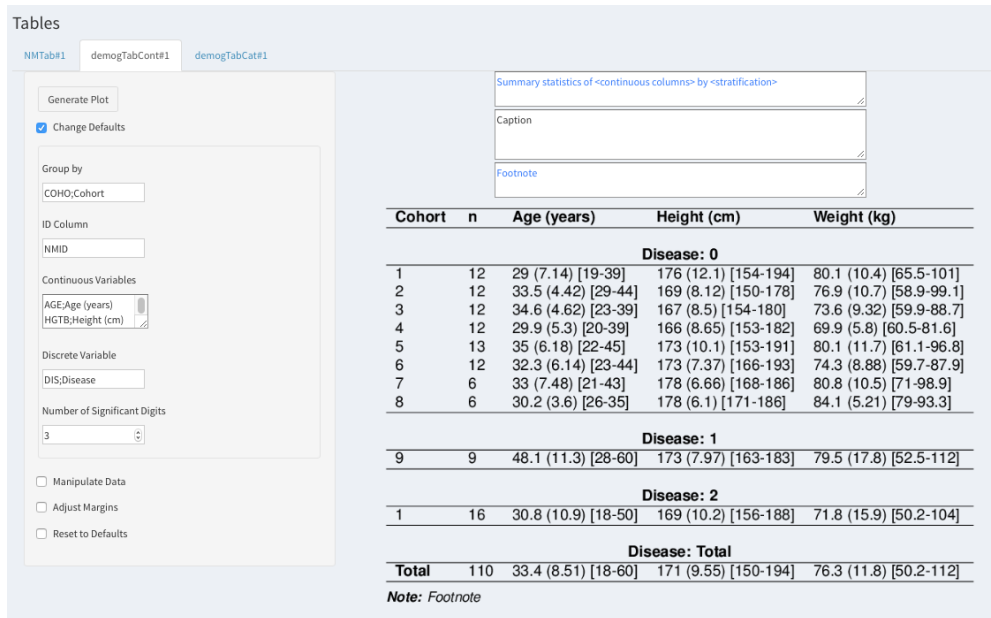 Tables
NMTab#1 demogTabCont#1 demogTabCat#1
Generate Plot
Change Defaults
Group by
COHO;Cohort
ID Column
NMID
Continuous Variables
AGE;Age (years)
HGTB;Height (cm)
Discrete Variable
DIS;Disease
Number of Significant Digits
3
Manipulate Data
Adjust Margins
Reset to Defaults
Summary statistics of <continuous columns> by <stratification>
Caption
Footnote
Cohort n Age (years) Height (cm) Weight (kg)
Disease: 0
1 12 29 (7.14) [19-39] 176 (12.1) [154-194] 80.1 (10.4) [65.5-101]
2 12 33.5 (4.42) [29-44] 169 (8.12) [150-178] 76.9 (10.7) [58.9-99.1]
3 12 34.6 (4.62) [23-39] 167 (8.5) [154-180] 73.6 (9.32) [59.9-88.7]
4 12 29.9 (5.3) [20-39] 166 (8.65) [153-182] 69.9 (5.8) [60.5-81.6]
5 13 35 (6.18) [22-45] 173 (10.1) [153-191] 80.1 (11.7) [61.1-96.8]
6 12 32.3 (6.14) [23-44] 173 (7.37) [166-193] 74.3 (8.88) [59.7-87.9]
7 6 33 (7.48) [21-43] 178 (6.66) [168-186] 80.8 (10.5) [71-98.9]
8 6 30.2 (3.6) [26-35] 178 (6.1) [171-186] 84.1 (5.21) [79-93.3]
Disease: 1
9 9 48.1 (11.3) [28-60] 173 (7.97) [163-183] 79.5 (17.8) [52.5-112]
Disease: 2
1 16 30.8 (10.9) [18-50] 169 (10.2) [156-188] 71.8 (15.9) [50.2-104]
Disease: Total
Total 110 33.4 (8.51) [18-60] 171 (9.55) [150-194] 76.3 (11.8) [50.2-112]
Note: Footnote